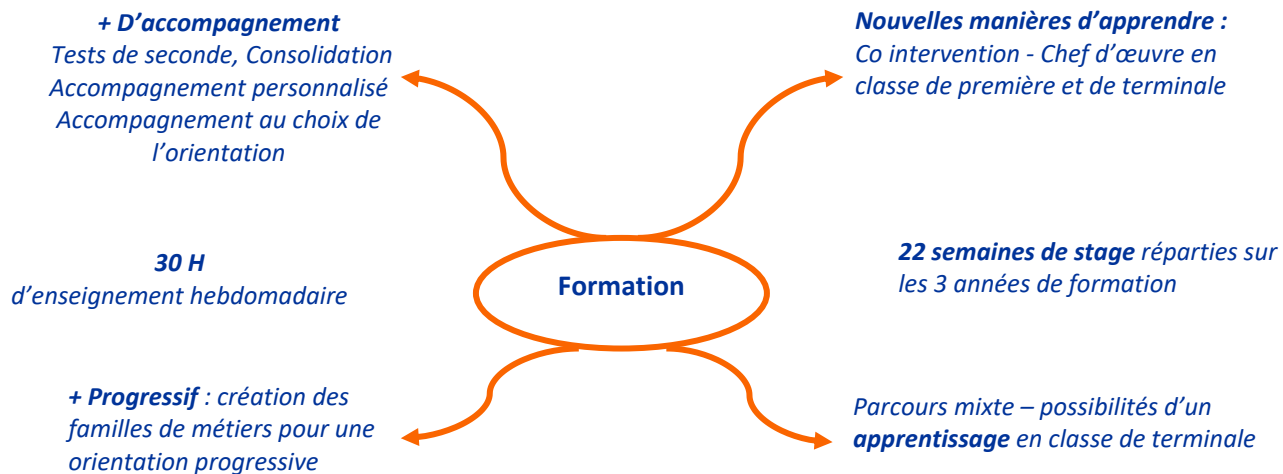 + D’accompagnement
Tests de seconde, Consolidation
Accompagnement personnalisé
Accompagnement au choix de
l’orientation
Nouvelles manières d’apprendre :
Co intervention - Chef d’œuvre en
classe de première et de terminale
30 H
d’enseignement hebdomadaire
Formation
22 semaines de stage réparties sur
les 3 années de formation
+ Progressif : création des
familles de métiers pour une
orientation progressive
Parcours mixte – possibilités d’un
apprentissage en classe de terminale